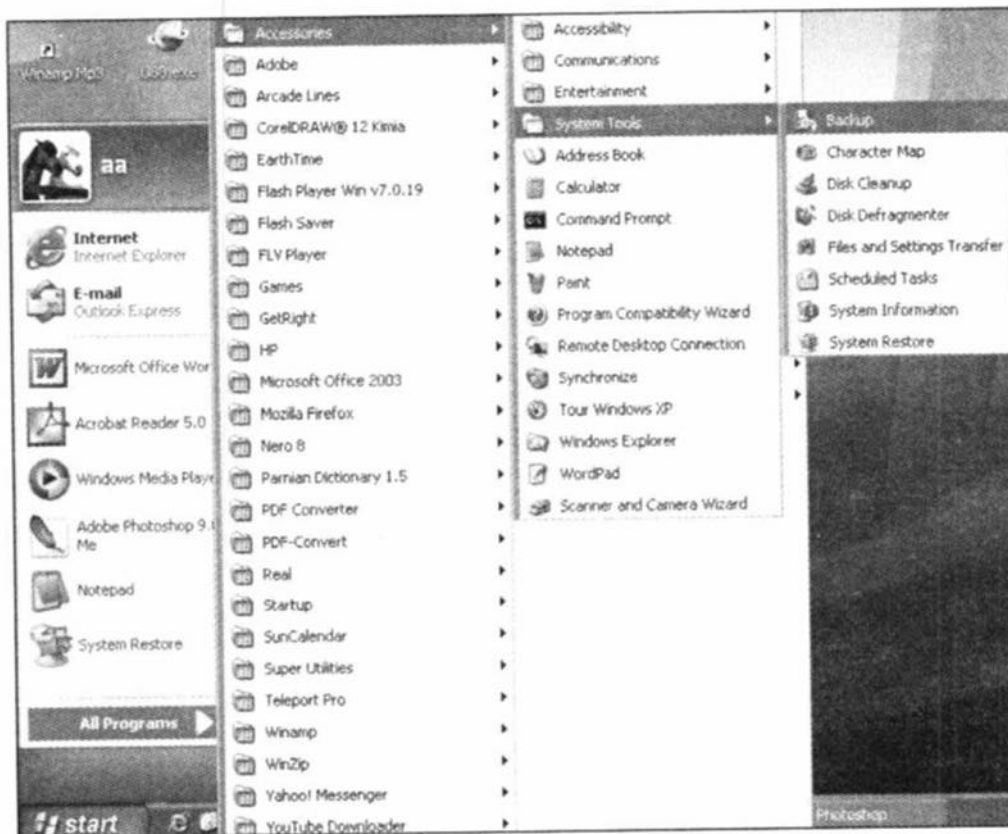 Winamp Mp3
aa
Internet
Internet Explorer
E-mail
Outlook Express
Microsoft Office Wor
Acrobat Reader 5.0
Windows Media Playe
Adobe Photoshop 9.
Me
Notepad
System Restore
All Programs
start
Accessories
Adobe
Arcade Lines
CorelDRAW® 12 Kimia
EarthTime
Flash Player Win v7.0.19
Flash Saver
FLV Player
Games
GetRight
HP
Microsoft Office 2003
Mozilla Firefox
Nero 8
Parnian Dictionary 1.5
PDF Converter
PDF-Convert
Real
Startup
SunCalendar
Super Utilities
Teleport Pro
Winamp
WinZip
Yahoo! Messenger
YouTube Downloader
Accessibility
Communications
Entertainment
System Tools
Address Book
Calculator
Command Prompt
Notepad
Paint
Program Compatibility Wizard
Remote Desktop Connection
Synchronize
Tour Windows XP
Windows Explorer
WordPad
Scanner and Camera Wizard
Backup
Character Map
Disk Cleanup
Disk Defragmenter
Files and Settings Transfer
Scheduled Tasks
System Information
System Restore
Photoshop